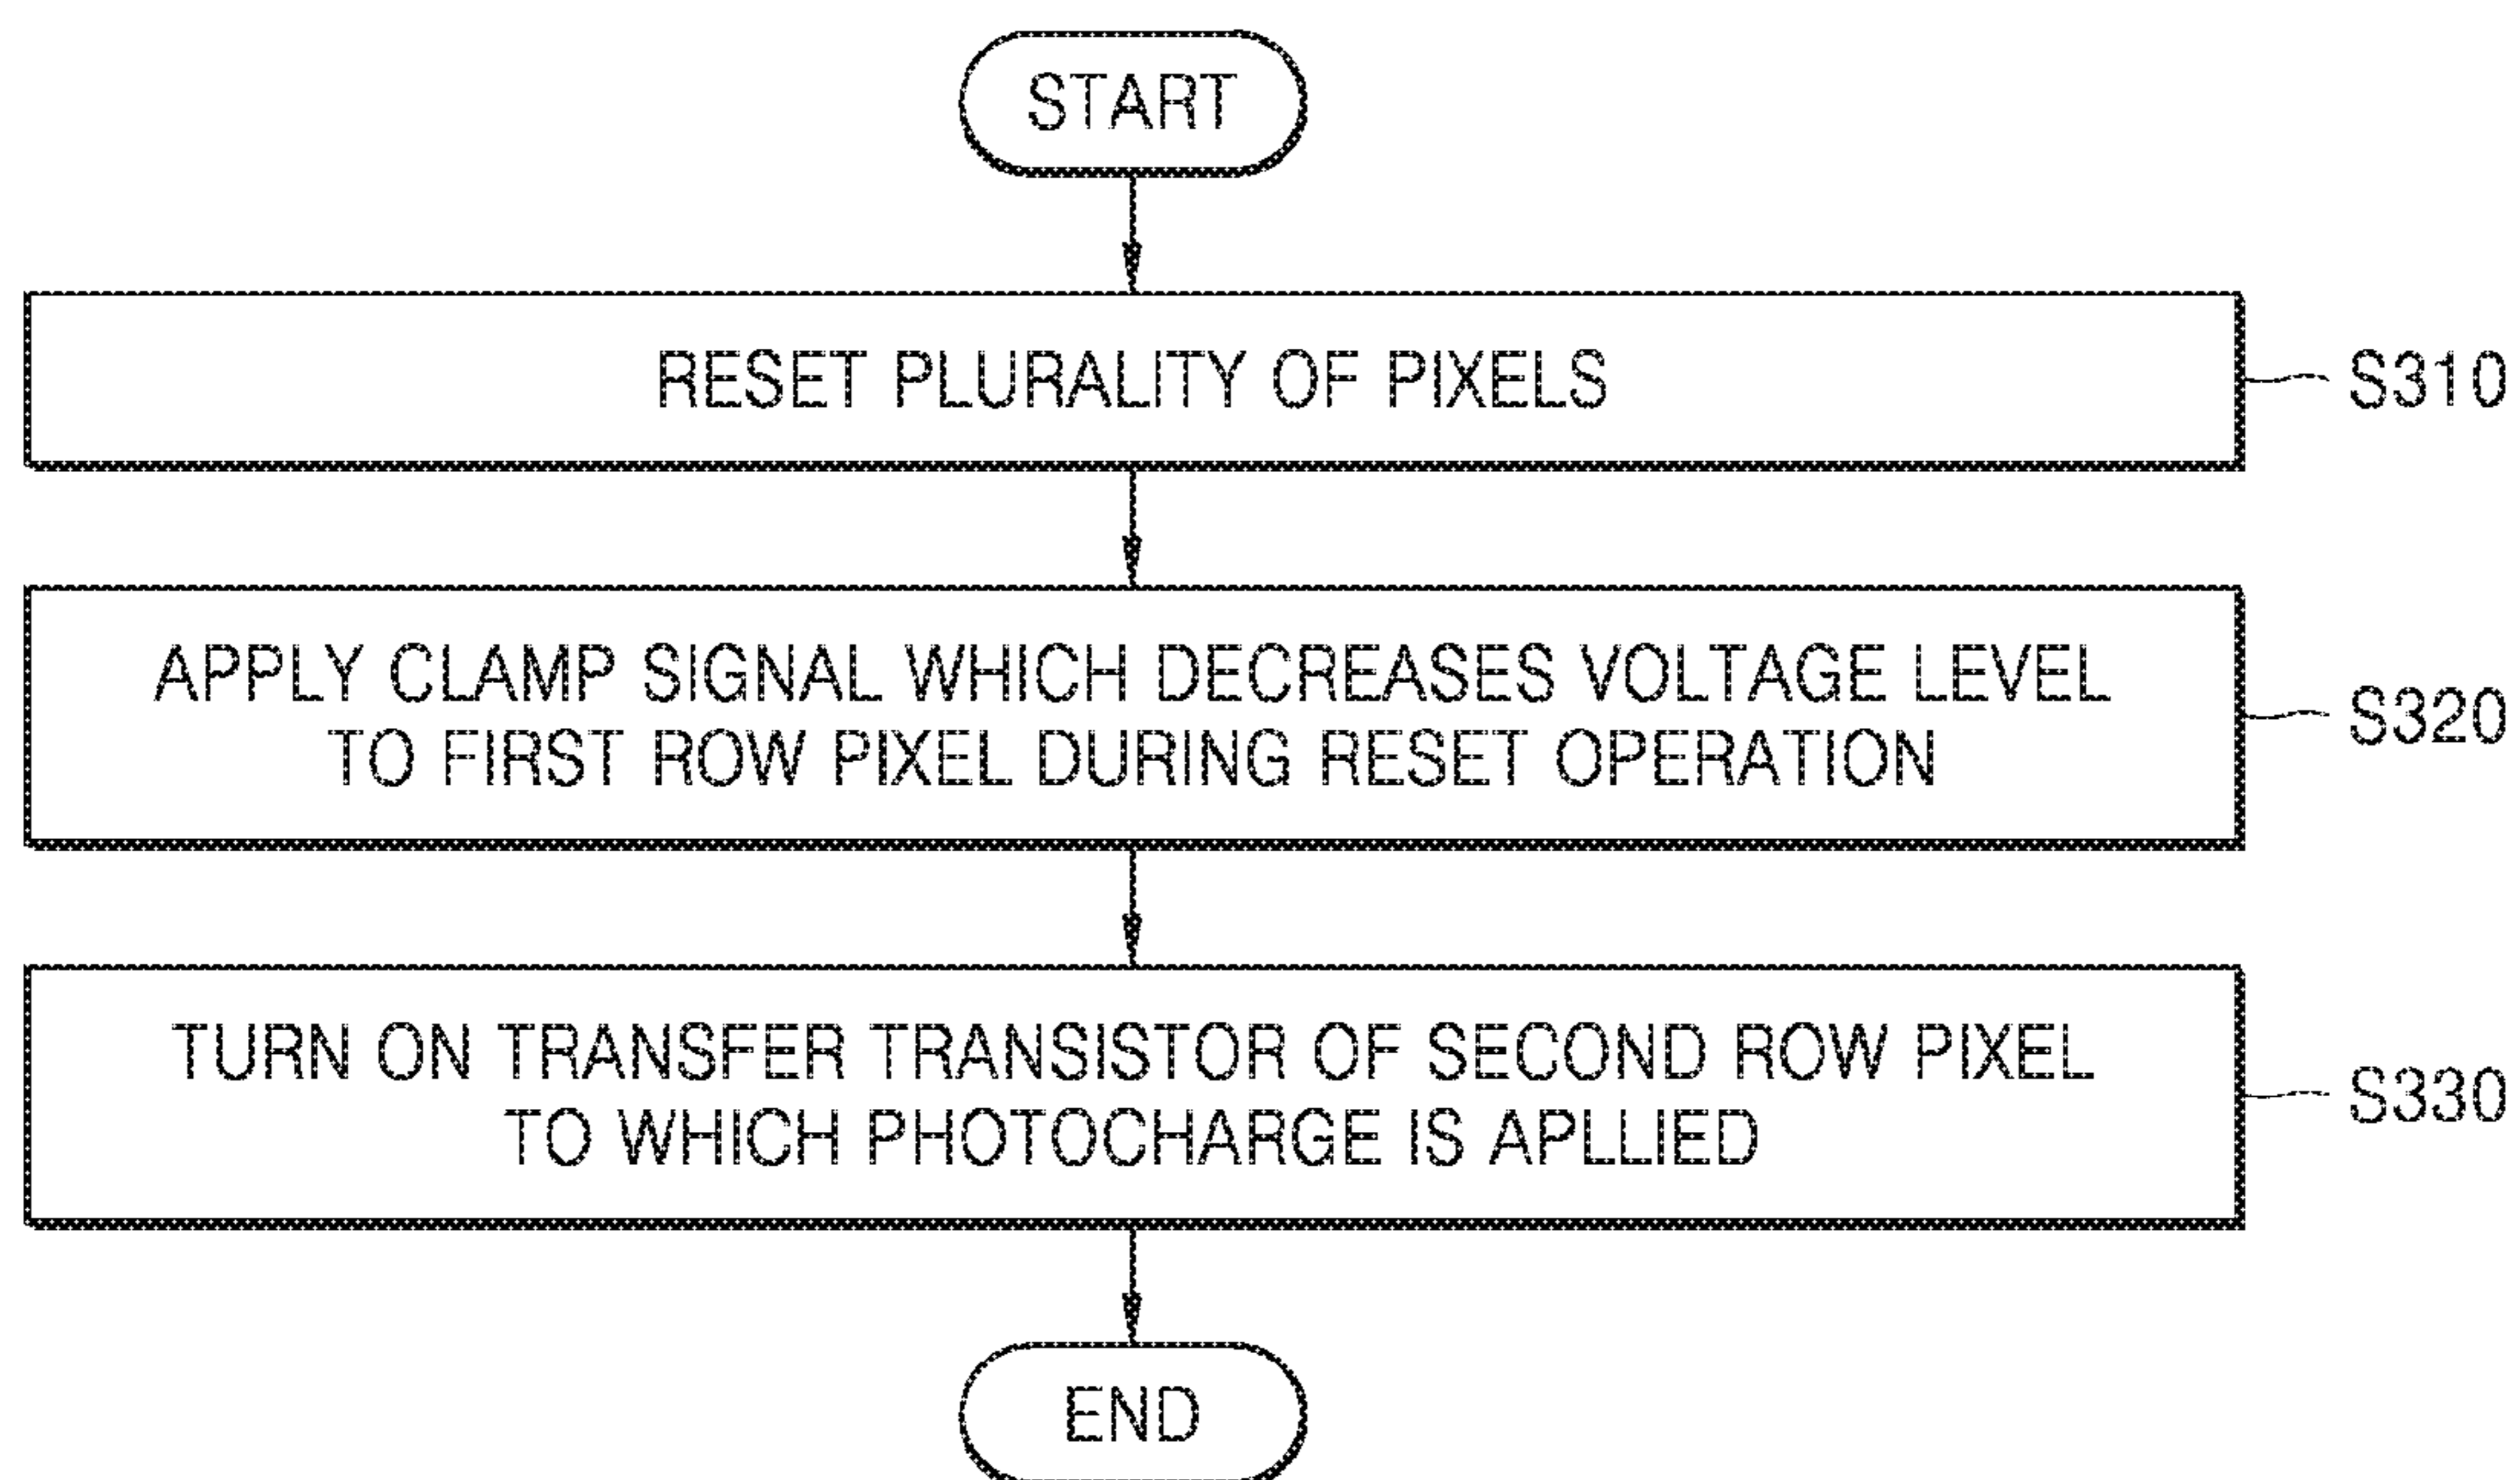 START
RESET PLURALITY OF PIXELS
S310
APPLY CLAMP SIGNAL WHICH DECREASES VOLTAGE LEVEL
TO FIRST ROW PIXEL DURING RESET OPERATION
S320
TURN ON TRANSFER TRANSISTOR OF SECOND ROW PIXEL
TO WHICH PHOTOCHARGE IS APLLIED
S330
END